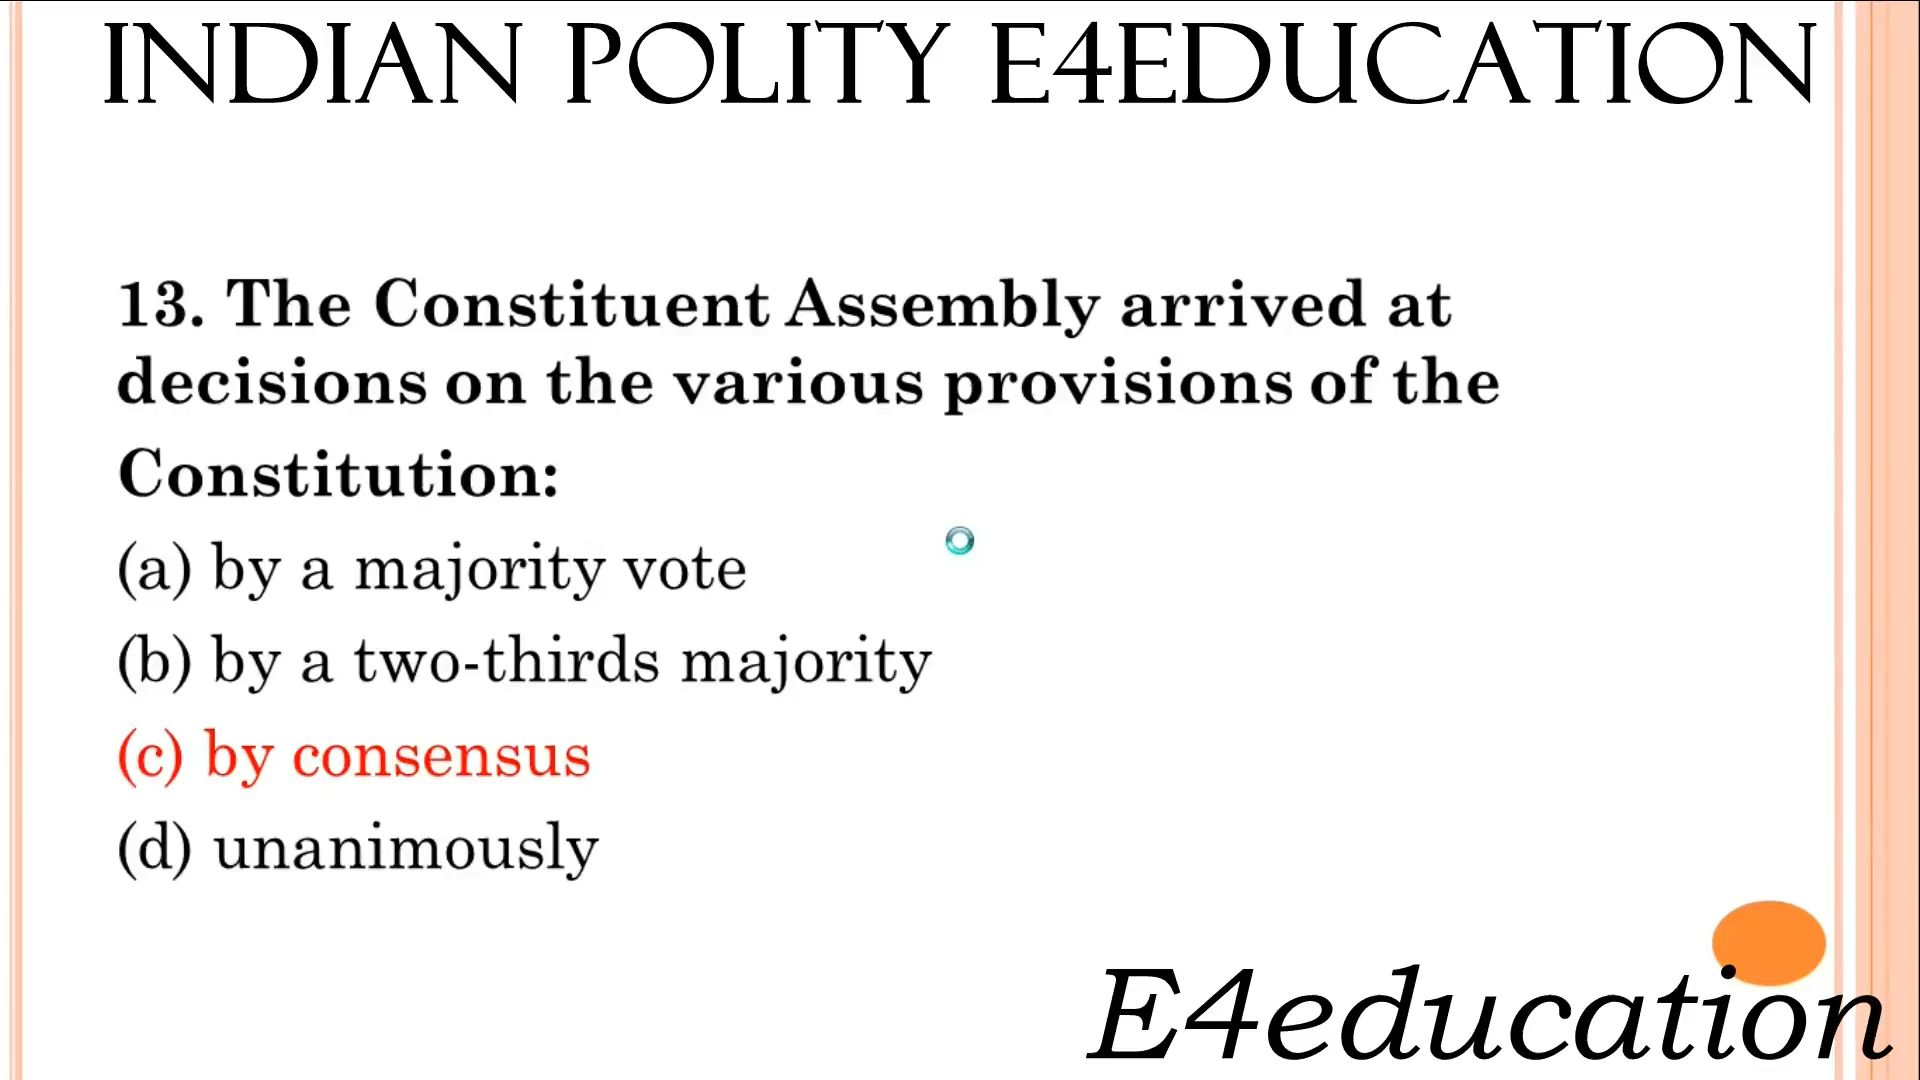 INDIAN POLITY E4EDUCATION
13. The Constituent Assembly arrived at
decisions on the various provisions of the
Constitution:
(a) by a majority vote
(b) by a two-thirds majority
(c) by consensus
(d) unanimously
E4education